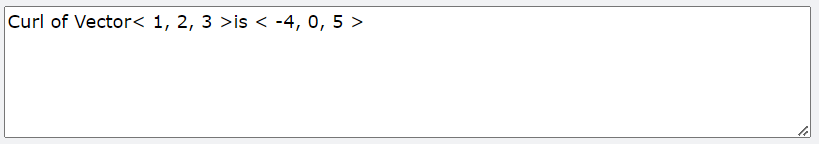 Curl of Vector< 1, 2, 3 >is < -4, 0, 5 >